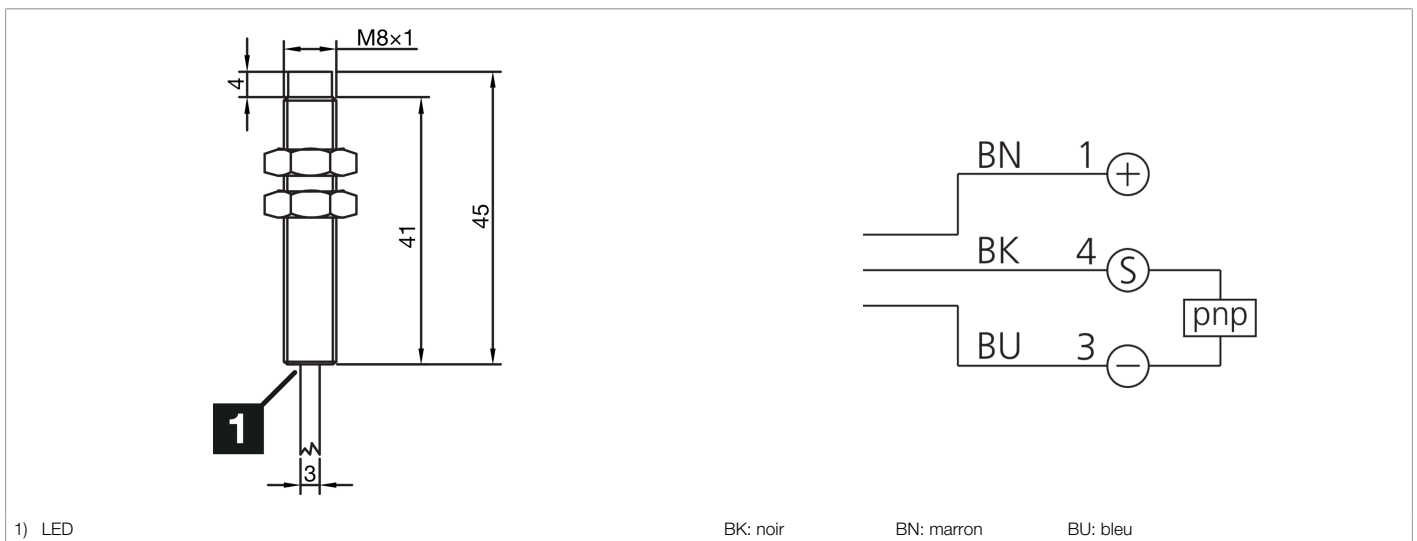 M8×1
4
41
45
1
3
BN 1 +
BK 4 S
pnp
BU 3 −
1) LED
BK: noir BN: marron BU: bleu